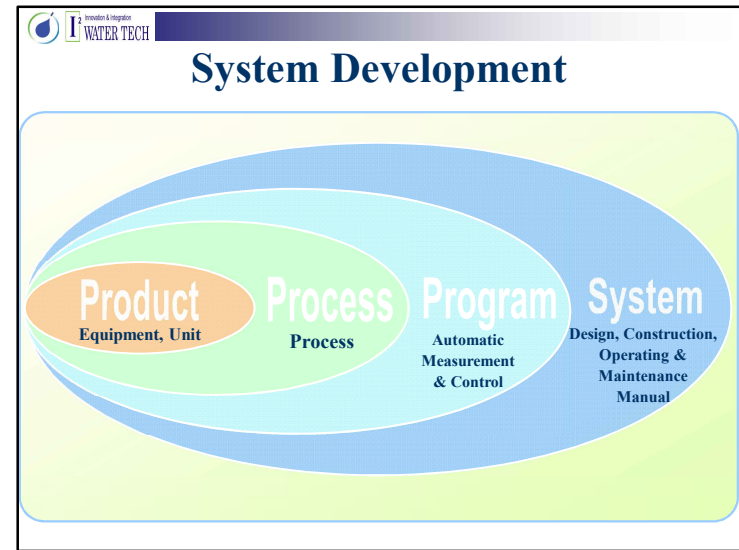 Innovation & Integration
I² WATER TECH
System Development
Product
Equipment, Unit
Process
Process
Program
Automatic
Measurement
& Control
System
Design, Construction,
Operating &
Maintenance
Manual